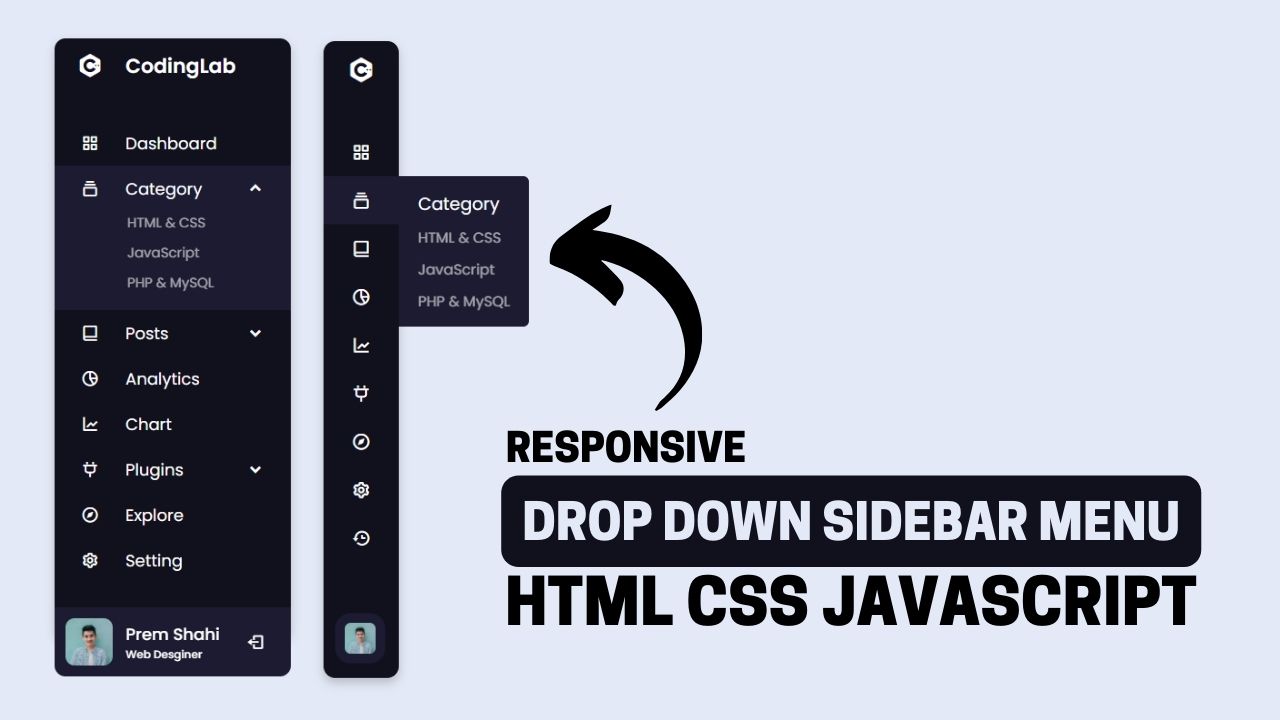 CodingLab
Dashboard
Category
HTML & CSS
JavaScript
PHP & MySQL
Posts
Analytics
Chart
Plugins
Explore
Setting
Prem Shahi
Web Desginer
Category
HTML & CSS
JavaScript
PHP & MySQL
RESPONSIVE
DROP DOWN SIDEBAR MENU
HTML CSS JAVASCRIPT